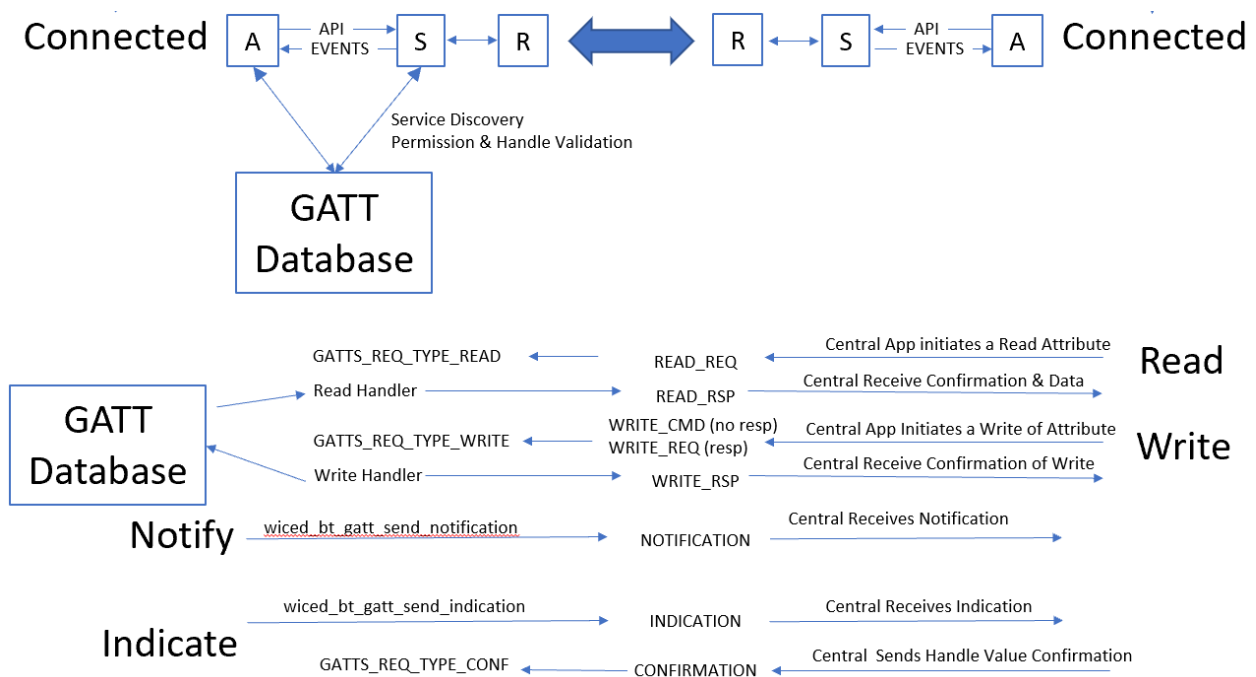 Connected
A
API
EVENTS
S
R
R
S
API
EVENTS
A
Connected
Service Discovery
Permission & Handle Validation
GATT
Database
GATTS_REQ_TYPE_READ
READ_REQ
Central App initiates a Read Attribute
Read
Read Handler
READ_RSP
Central Receive Confirmation & Data
GATT
Database
GATTS_REQ_TYPE_WRITE
WRITE_CMD (no resp)
WRITE_REQ (resp)
Central App Initiates a Write of Attribute
Write
Write Handler
WRITE_RSP
Central Receive Confirmation of Write
Notify
wiced_bt_gatt_send_notification
NOTIFICATION
Central Receives Notification
Indicate
wiced_bt_gatt_send_indication
INDICATION
Central Receives Indication
GATTS_REQ_TYPE_CONF
CONFIRMATION
Central Sends Handle Value Confirmation